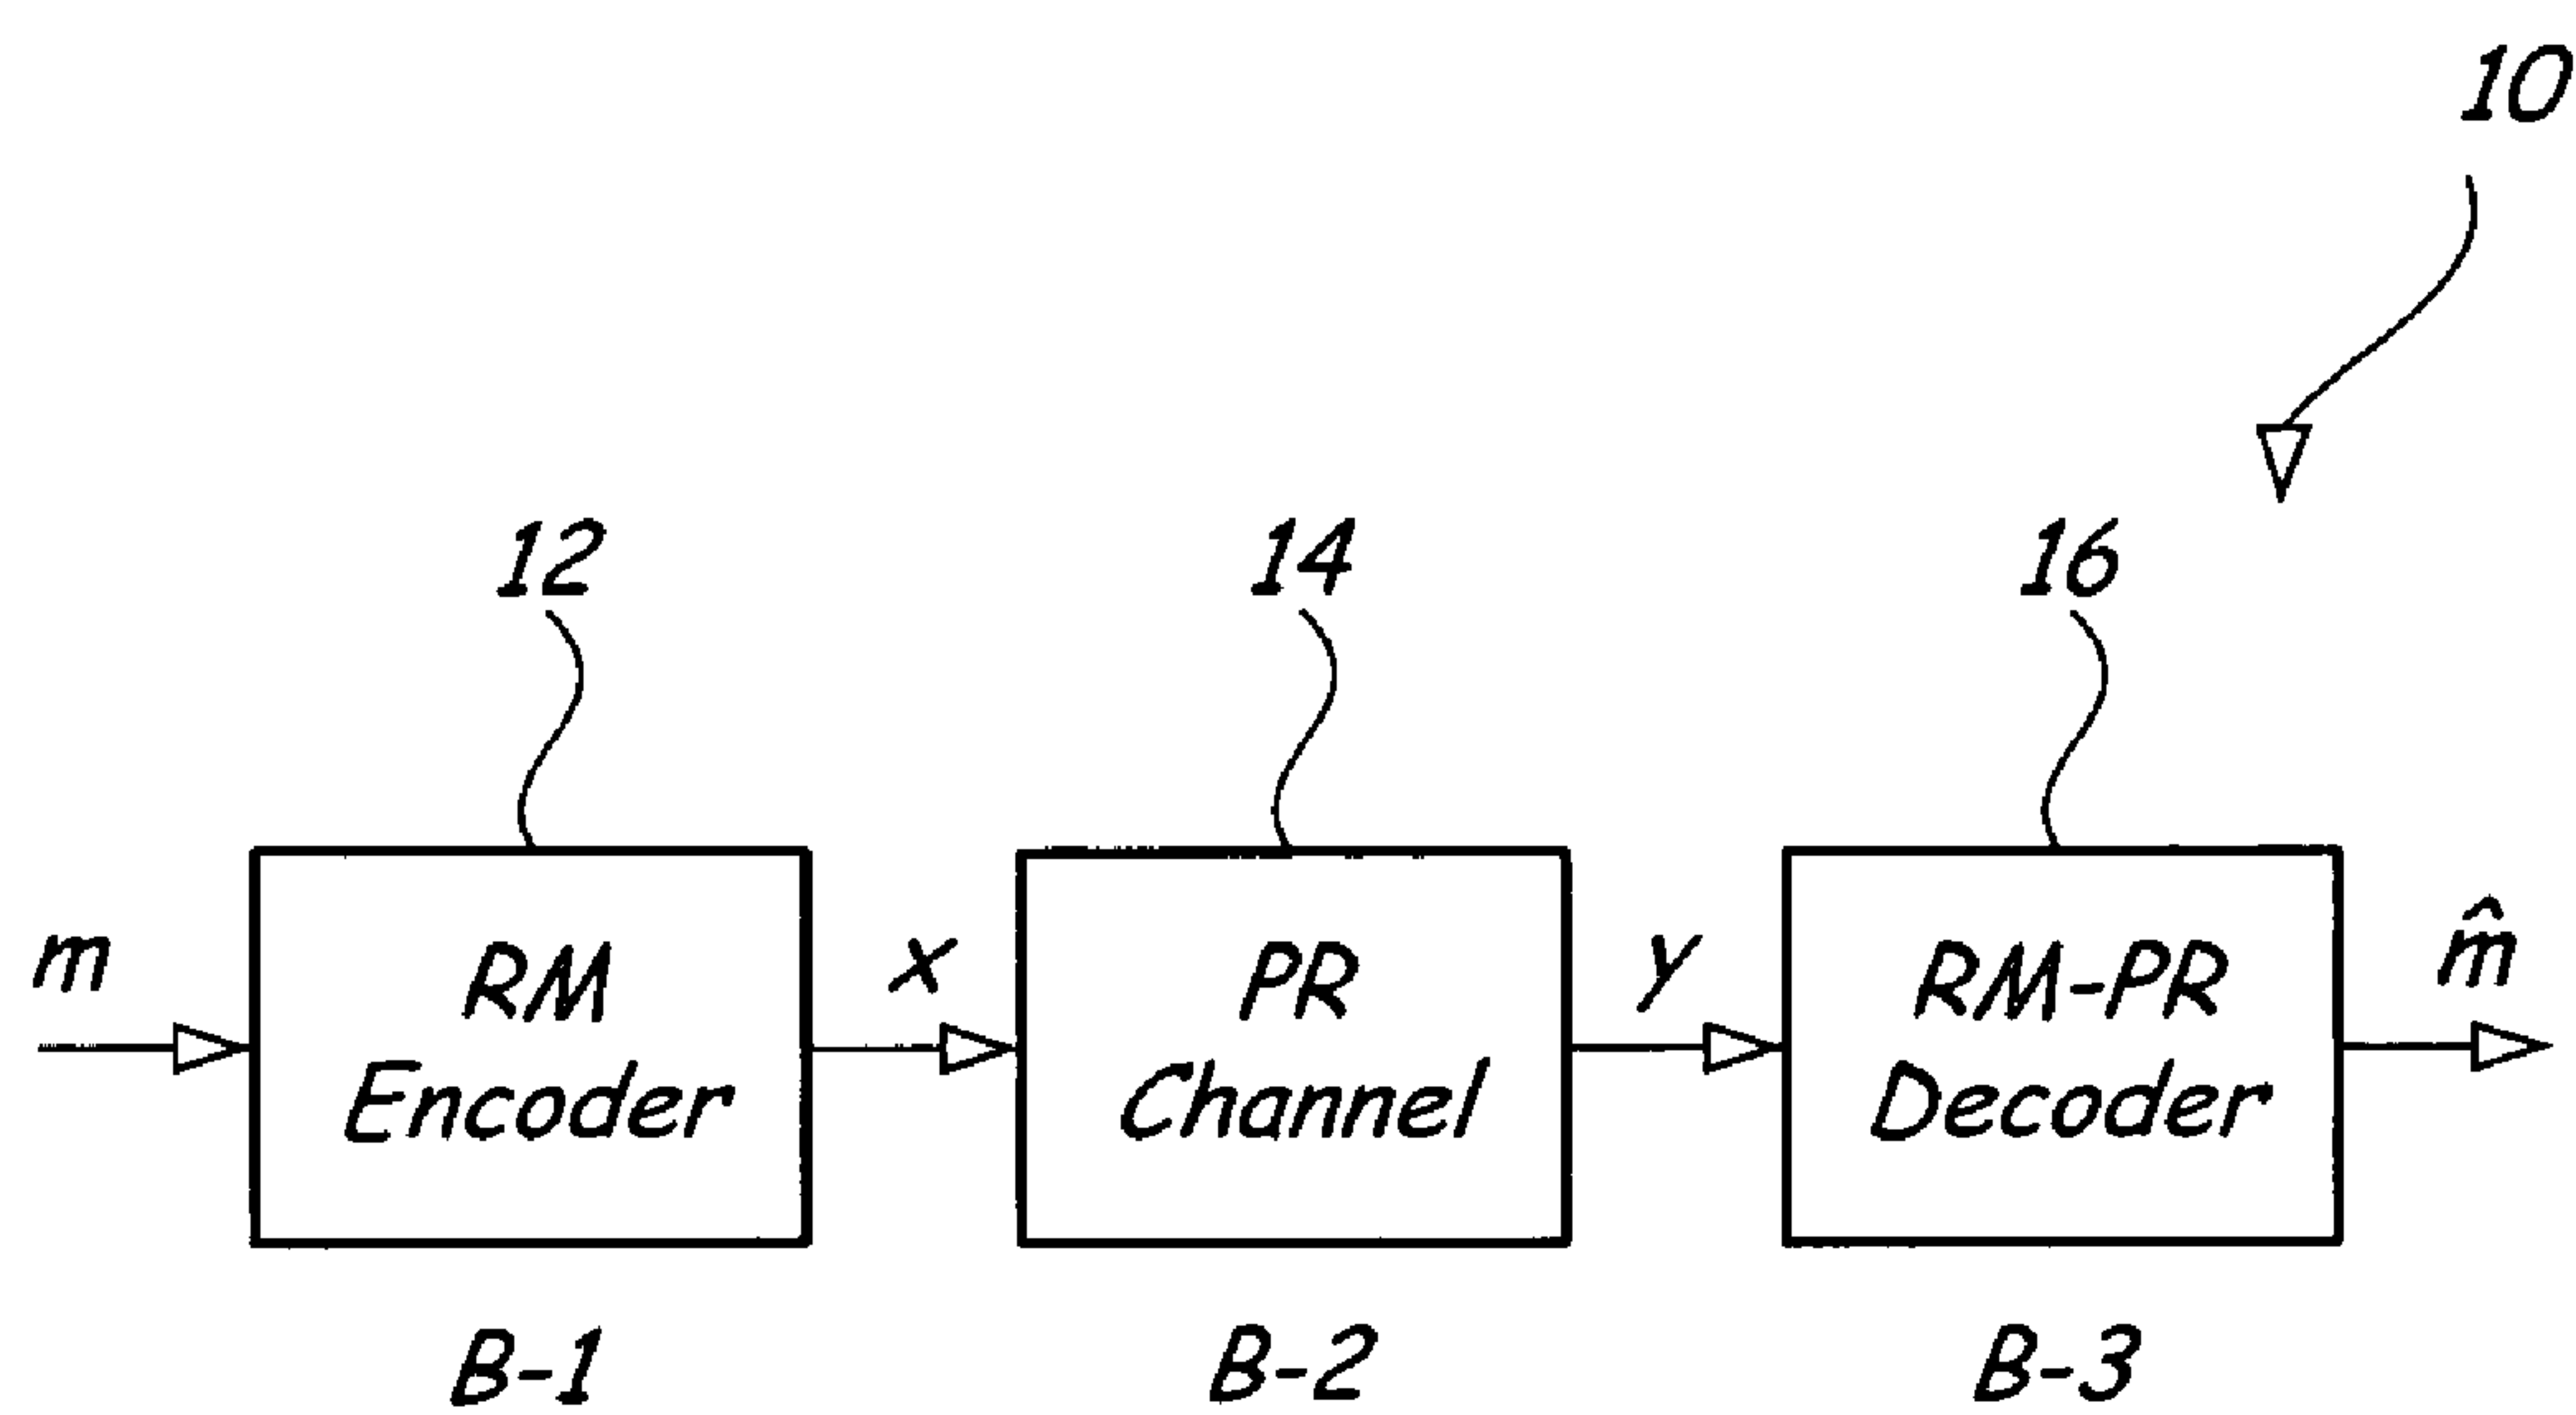 10
12
14
16
m
RM
Encoder
x
PR
Channel
y
RM-PR
Decoder
m̂
B-1
B-2
B-3